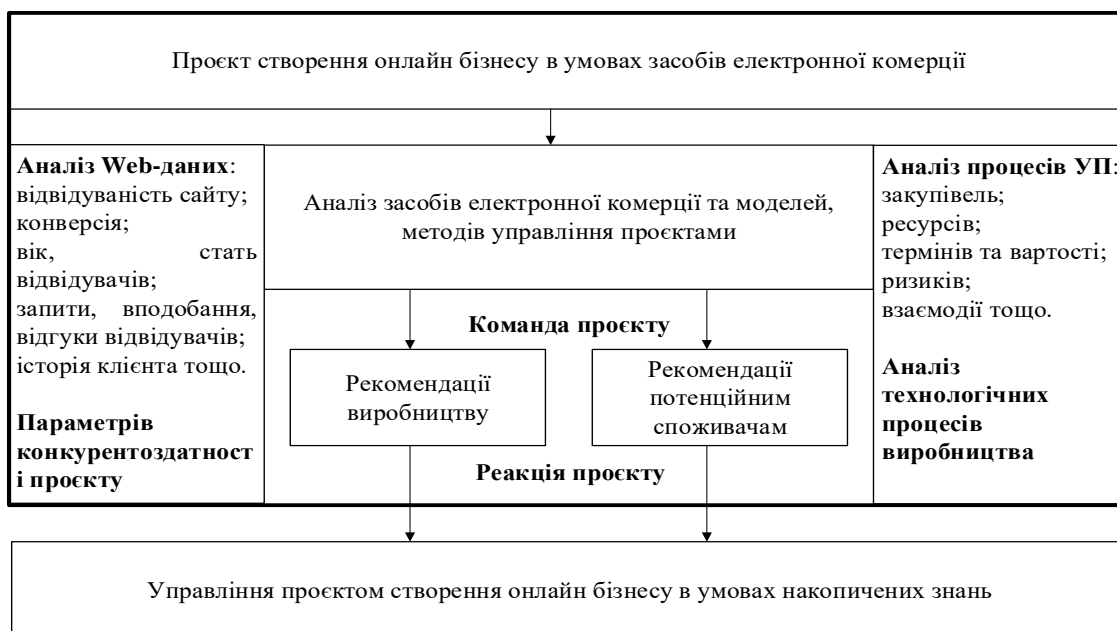 Проєкт створення онлайн бізнесу в умовах засобів електронної комерції
Аналіз Web-даних:
відвідуваність сайту;
конверсія;
вік, стать
відвідувачів;
запити, вподобання,
відгуки відвідувачів;
історія клієнта тощо.
Параметрів
конкурентоздатност
і проєкту
Аналіз засобів електронної комерції та моделей,
методів управління проєктами
Команда проєкту
Рекомендації
виробництву
Рекомендації
потенційним
споживачам
Реакція проєкту
Аналіз процесів УП:
закупівель;
ресурсів;
термінів та вартості;
ризиків;
взаємодії тощо.
Аналіз
технологічних
процесів
виробництва
Управління проєктом створення онлайн бізнесу в умовах накопичених знань